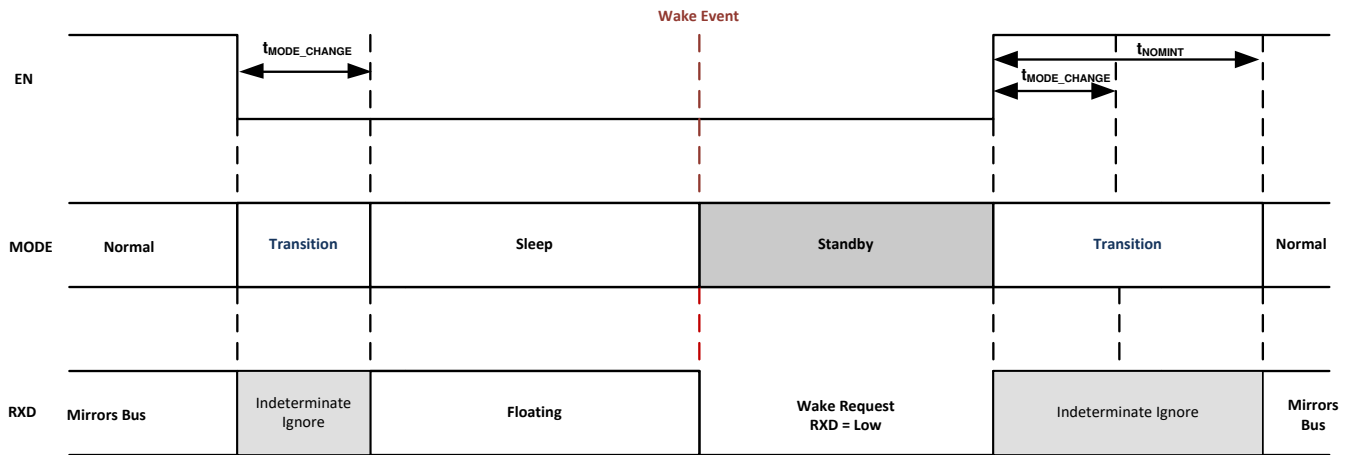 Wake Event
EN
tMODE_CHANGE
tNOMINT
tMODE_CHANGE
MODE
Normal
Transition
Sleep
Standby
Transition
Normal
RXD
Mirrors Bus
Indeterminate
Ignore
Floating
Wake Request
RXD = Low
Indeterminate Ignore
Mirrors
Bus